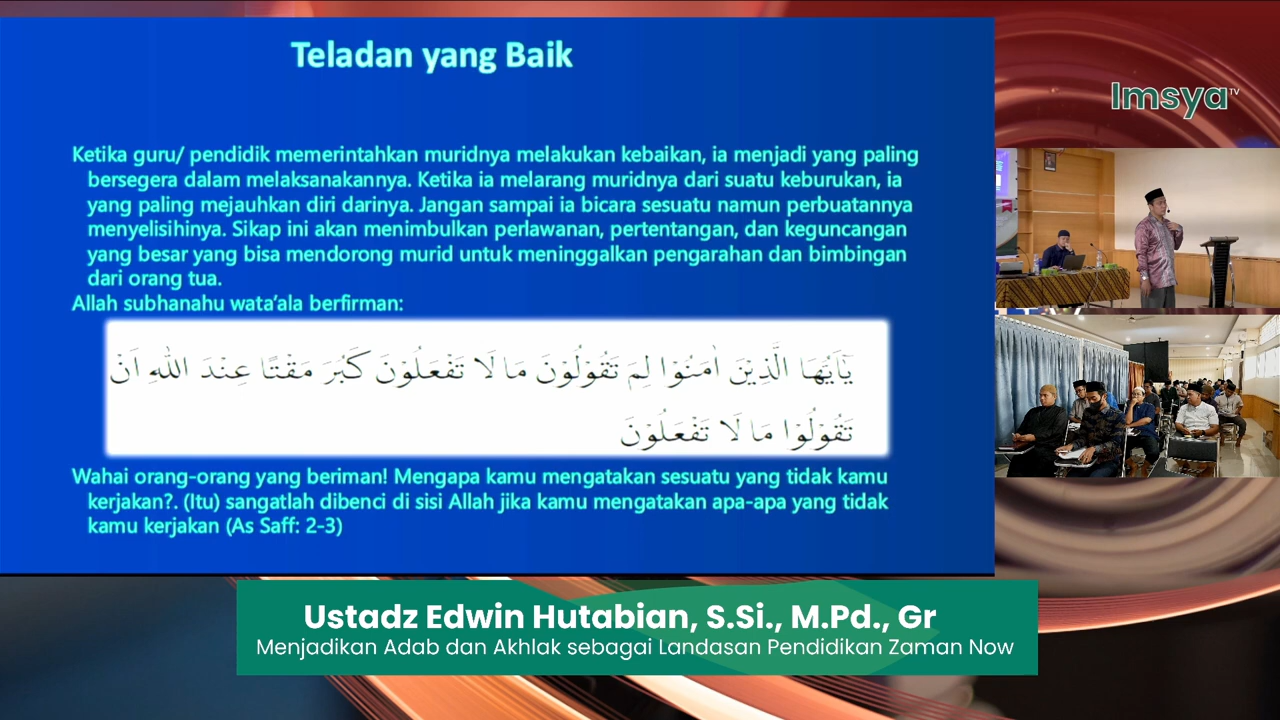 Teladan yang Baik
Imsya TV
Ketika guru/ pendidik memerintahkan muridnya melakukan kebaikan, ia menjadi yang paling
bersegera dalam melaksanakannya. Ketika ia melarang muridnya dari suatu keburukan, ia
yang paling mejauhkan diri darinya. Jangan sampai ia bicara sesuatu namun perbuatannya
menyelisihinya. Sikap ini akan menimbulkan perlawanan, pertentangan, dan keguncangan
yang besar yang bisa mendorong murid untuk meninggalkan pengarahan dan bimbingan
dari orang tua.
Allah subhanahu wata’ala berfirman:
يٰٓاَيُّهَا الَّذِيْنَ اٰمَنُوْا لِمَ تَقُوْلُوْنَ مَا لَا تَفْعَلُوْنَ كَبُرَ مَقْتًا عِنْدَ اللّٰهِ اَنْ
تَقُوْلُوْا مَا لَا تَفْعَلُوْنَ
Wahai orang-orang yang beriman! Mengapa kamu mengatakan sesuatu yang tidak kamu
kerjakan?. (Itu) sangatlah dibenci di sisi Allah jika kamu mengatakan apa-apa yang tidak
kamu kerjakan (As Saff: 2-3)
Ustadz Edwin Hutabian, S.Si., M.Pd., Gr
Menjadikan Adab dan Akhlak sebagai Landasan Pendidikan Zaman Now